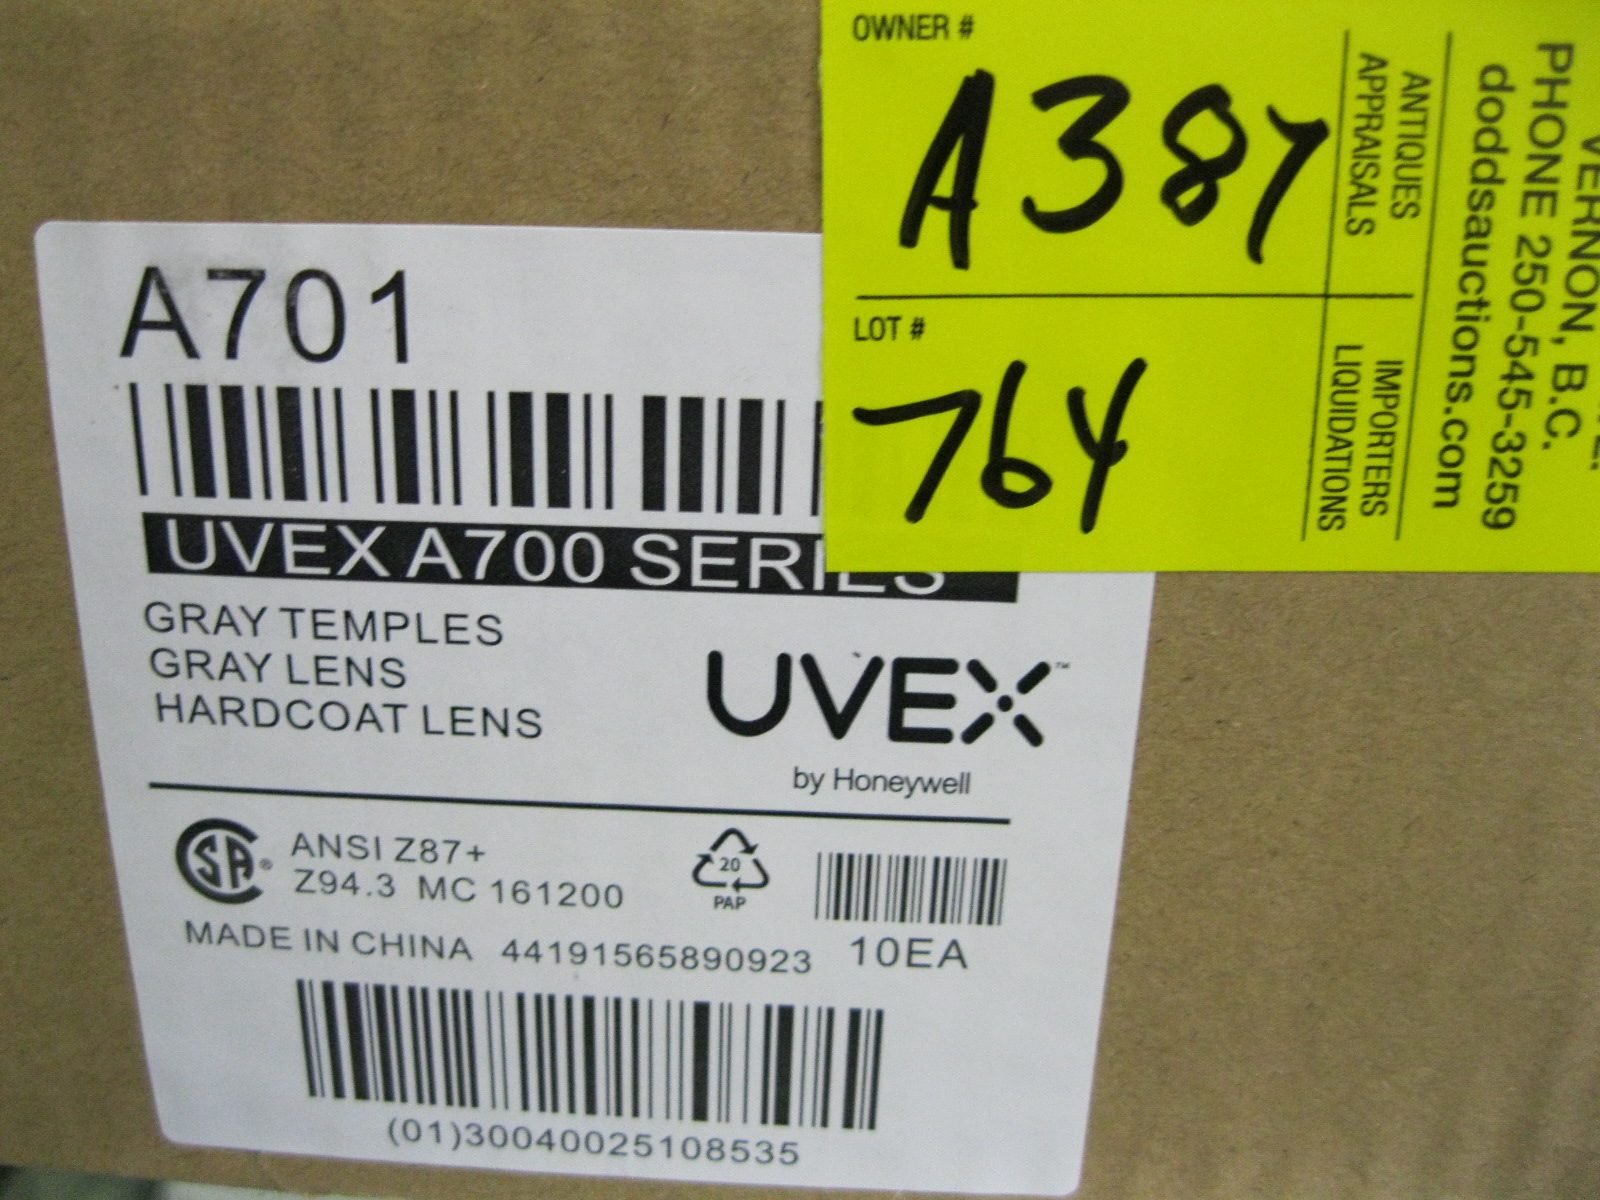 OWNER #
A387
LOT #
764
ANTIQUES
APPRAISALS
IMPORTERS
LIQUIDATIONS
VERNON, B.C.
PHONE 250-545-3259
doddsauctions.com
A701
UVEX A700 SERIES
GRAY TEMPLES
GRAY LENS
HARDCOAT LENS
UVEX™
by Honeywell
CSA® ANSI Z87+
Z94.3 MC 161200
20
PAP
MADE IN CHINA 44191565890923 10EA
(01)30040025108535